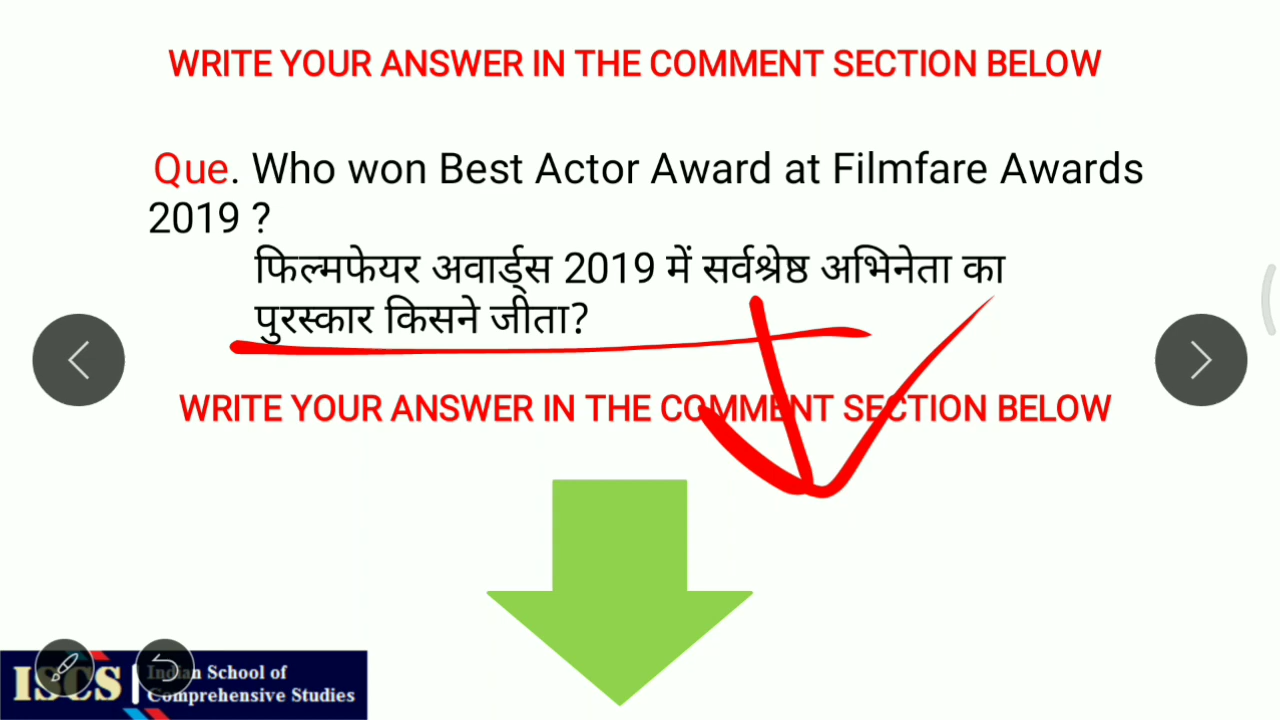 WRITE YOUR ANSWER IN THE COMMENT SECTION BELOW
Que. Who won Best Actor Award at Filmfare Awards
2019 ?
फिल्मफेयर अवार्ड्स 2019 में सर्वश्रेष्ठ अभिनेता का
पुरस्कार किसने जीता?
WRITE YOUR ANSWER IN THE COMMENT SECTION BELOW
ISCS
Indian School of
Comprehensive Studies